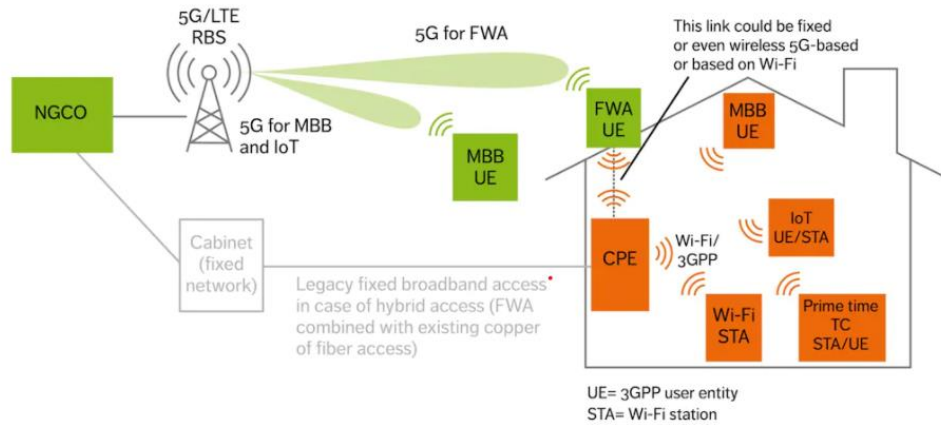 5G/LTE
RBS
5G for FWA
This link could be fixed
or even wireless 5G-based
or based on Wi-Fi
NGCO
5G for MBB
and IoT
MBB
UE
FWA
UE
MBB
UE
IoT
UE/STA
Cabinet
(fixed
network)
Legacy fixed broadband access*
in case of hybrid access (FWA
combined with existing copper
of fiber access)
CPE
Wi-Fi/
3GPP
Wi-Fi
STA
Prime time
TC
STA/UE
UE= 3GPP user entity
STA= Wi-Fi station